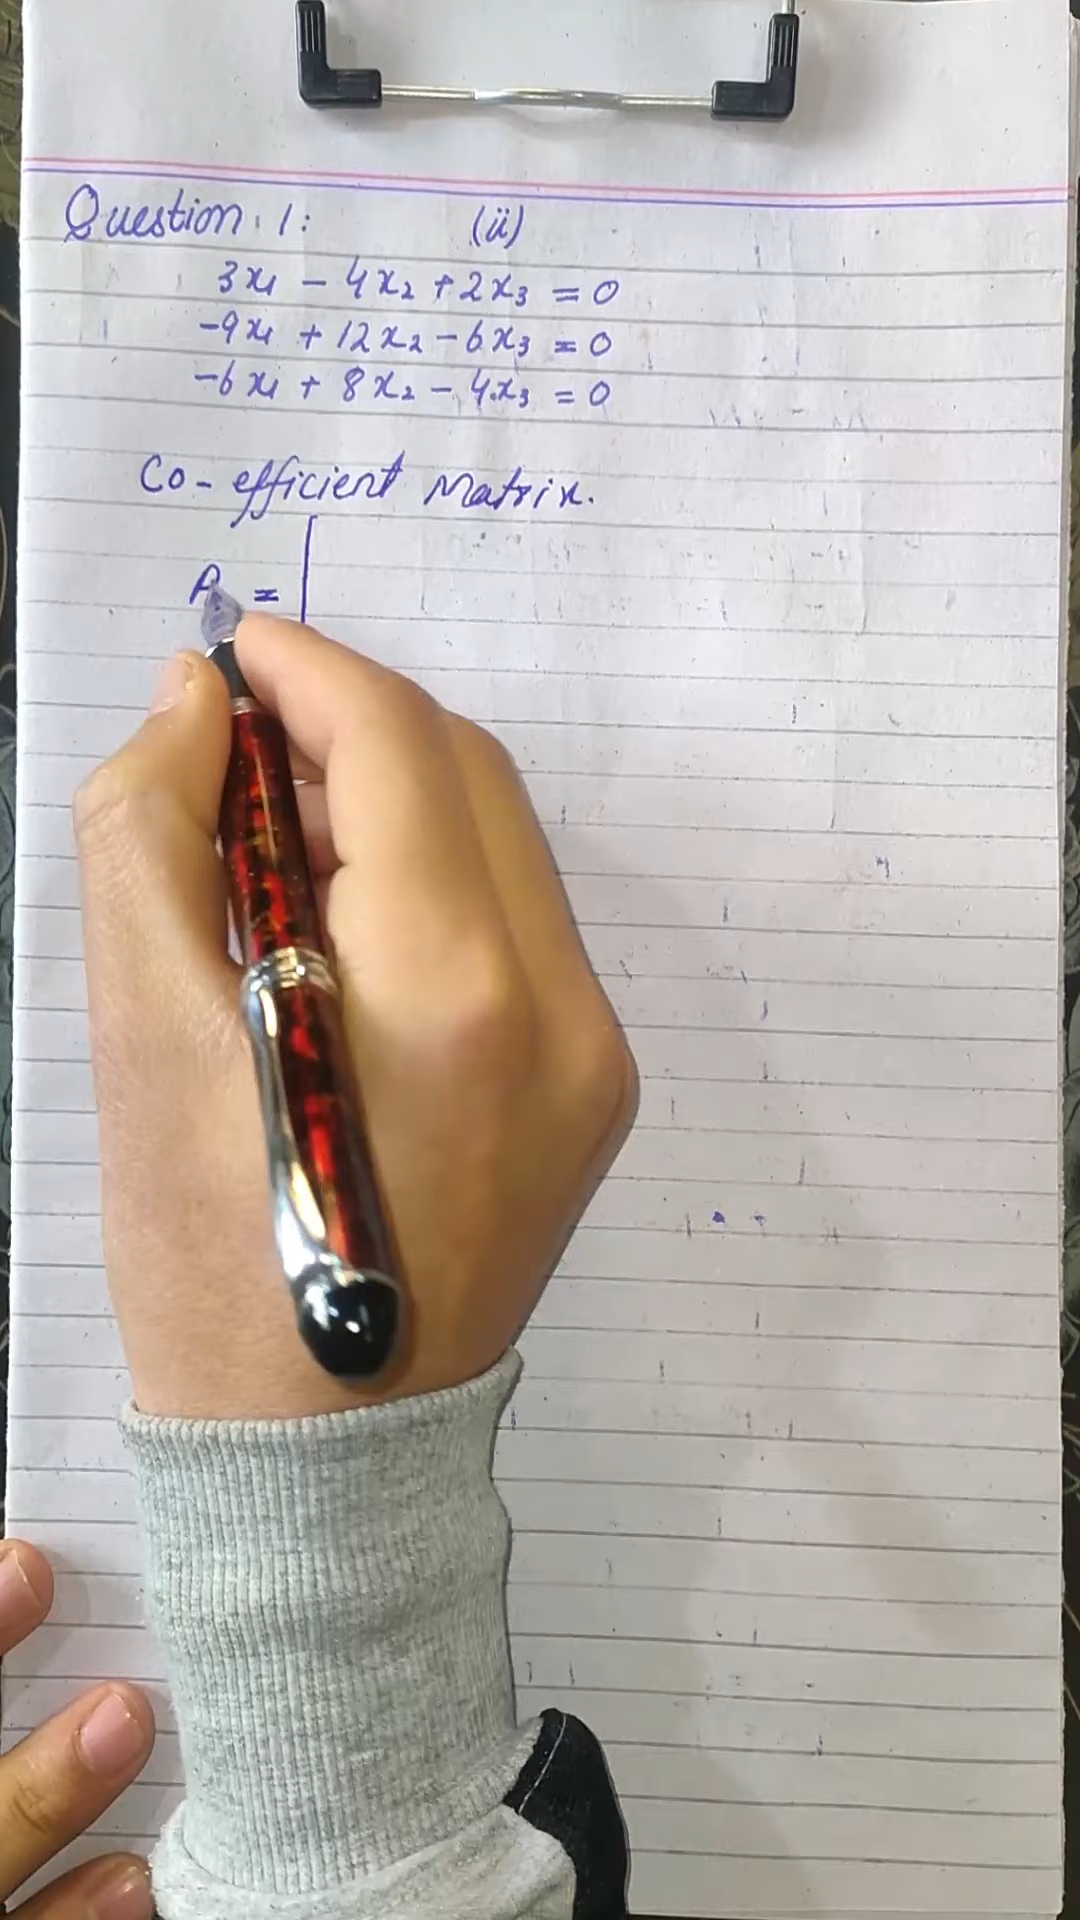 Question 1: (ii)
3x₁ - 4x₂ + 2x₃ = 0
-9x₁ + 12x₂ - 6x₃ = 0
-6x₁ + 8x₂ - 4x₃ = 0
Co-efficient Matrix.
A = [